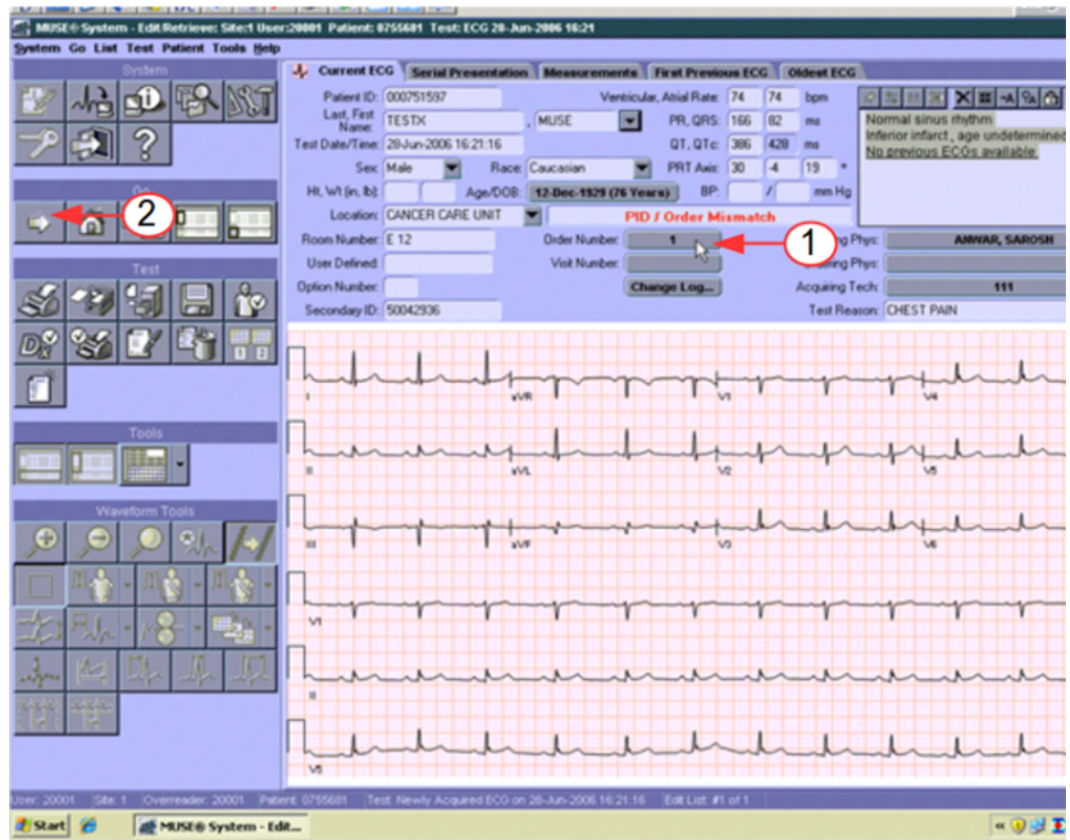 MUSE® System - Edit/Retrieve: Site:1 User:20001 Patient: 0755681 Test: ECG 28-Jun-2006 16:21
System Go List Test Patient Tools Help
System
Go
2
Test
Tools
Waveform Tools
Current ECG Serial Presentation Measurements First Previous ECG Oldest ECG
Patient ID: 000751597 Ventricular, Atrial Rate: 74 74 bpm
Last, First Name: TESTX , MUSE PR, QRS: 166 82 ms
Test Date/Time: 28-Jun-2006 16:21:16 QT, QTc: 386 428 ms
Sex: Male Race: Caucasian PRT Axis: 30 -4 19 °
Ht, Wt (in, lb): Age/DOB: 12-Dec-1929 (76 Years) BP: / mm Hg
Location: CANCER CARE UNIT PID / Order Mismatch
Room Number: E 12 Order Number: 1 1 Phys: ANWAR, SAROSH
User Defined: Visit Number: Phys:
Option Number: Change Log... Acquiring Tech: 111
Secondary ID: 50042936 Test Reason: CHEST PAIN
Normal sinus rhythm
Inferior infarct , age undetermined
No previous ECGs available
I aVR V1 V4
II aVL V2 V5
III aVF V3 V6
V1
II
V5
User: 20001 Site: 1 Overreader: 20001 Patient: 0755681 Test: Newly Acquired ECG on 28-Jun-2006 16:21:16 Edit List: #1 of 1
Start MUSE® System - Edit...